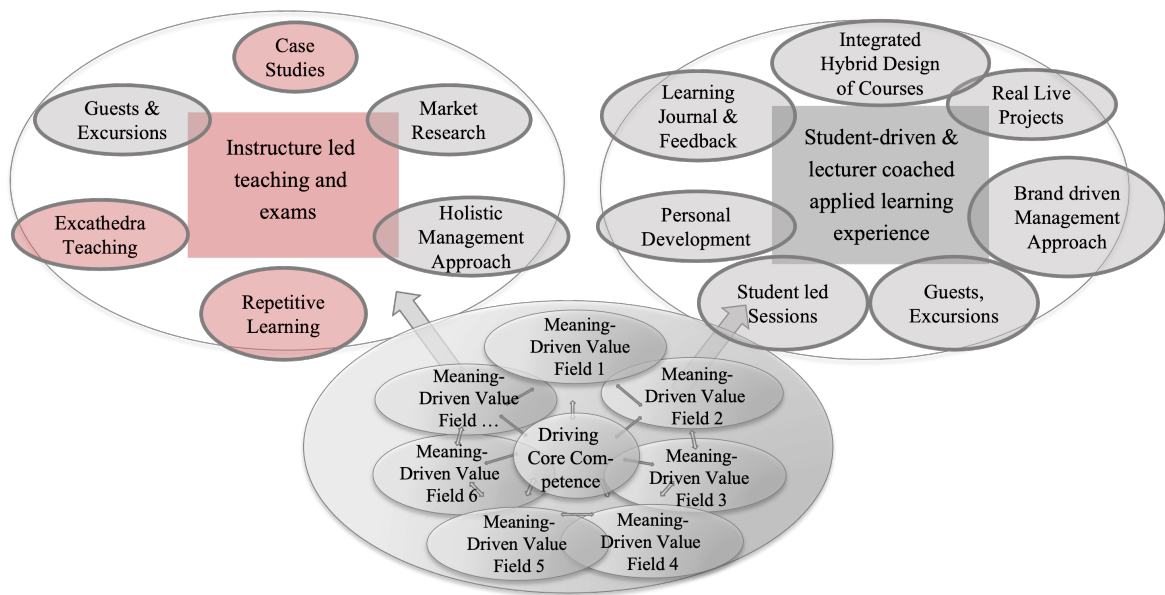 Case
Studies
Guests &
Excursions
Market
Research
Instructure led
teaching and
exams
Excathedra
Teaching
Holistic
Management
Approach
Repetitive
Learning
Integrated
Hybrid Design
of Courses
Learning
Journal &
Feedback
Real Live
Projects
Student-driven &
lecturer coached
applied learning
experience
Personal
Development
Brand driven
Management
Approach
Student led
Sessions
Guests,
Excursions
Meaning-
Driven Value
Field 1
Meaning-
Driven Value
Field …
Meaning-
Driven Value
Field 2
Driving
Core Com-
petence
Meaning-
Driven Value
Field 6
Meaning-
Driven Value
Field 3
Meaning-
Driven Value
Field 5
Meaning-
Driven Value
Field 4